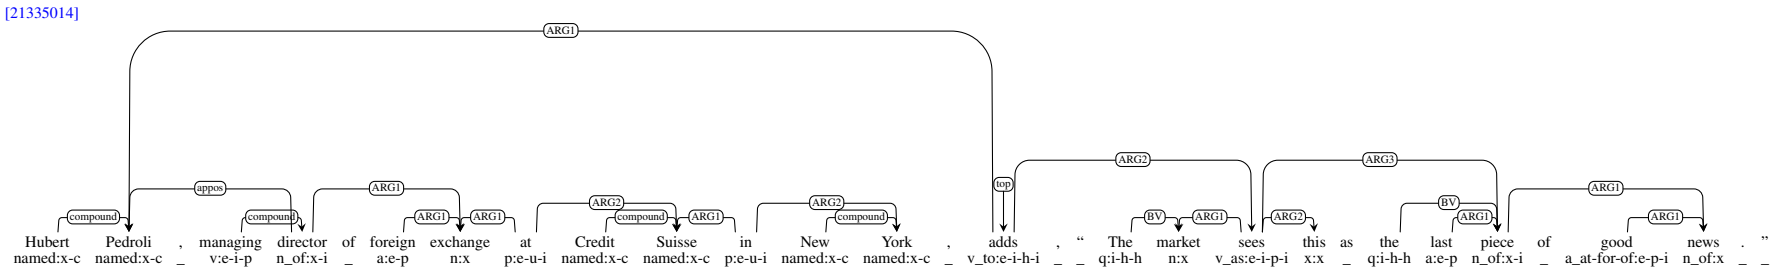 [21335014]
ARG1
ARG2 ARG3
top
appos ARG1 ARG1
ARG2 ARG2 BV
compound compound ARG1 ARG1 compound ARG1 compound BV ARG1 ARG2 ARG1 ARG1
Hubert Pedroli , managing director of foreign exchange at Credit Suisse in New York , adds , “ The market sees this as the last piece of good news . ”
named:x-c named:x-c _ v:e-i-p n_of:x-i _ a:e-p n:x p:e-u-i named:x-c named:x-c p:e-u-i named:x-c named:x-c _ v_to:e-i-h-i _ _ q:i-h-h n:x v_as:e-i-p-i x:x _ q:i-h-h a:e-p n_of:x-i _ a_at-for-of:e-p-i n_of:x _ _